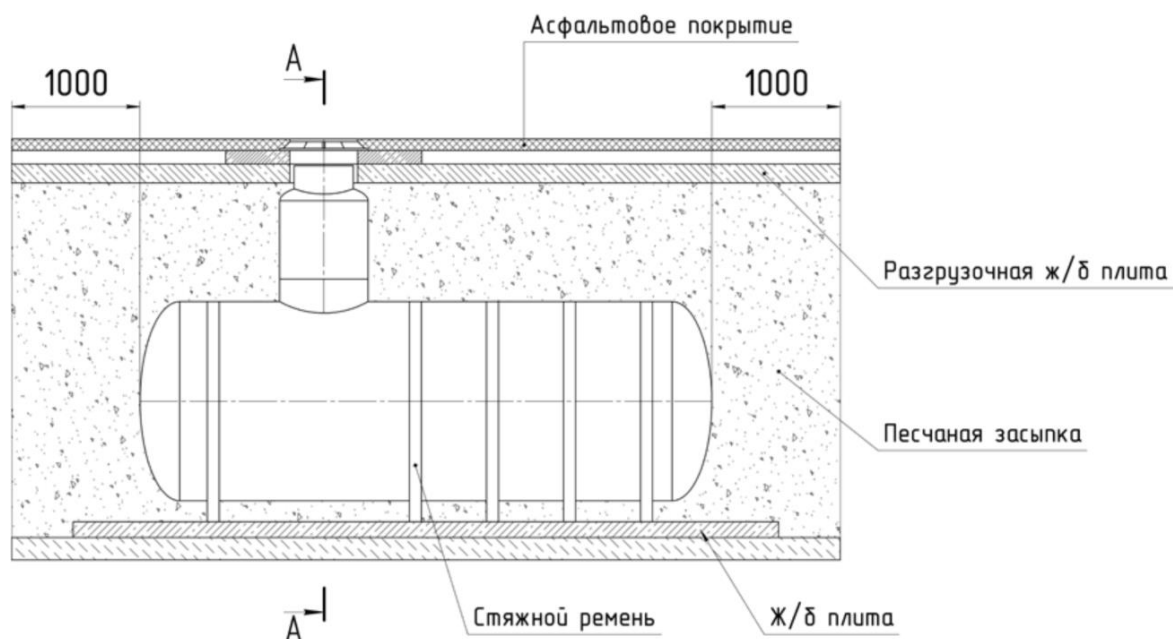 Асфальтовое покрытие
А
1000
1000
Разгрузочная ж/б плита
Песчаная засыпка
А
Стяжной ремень
Ж/б плита